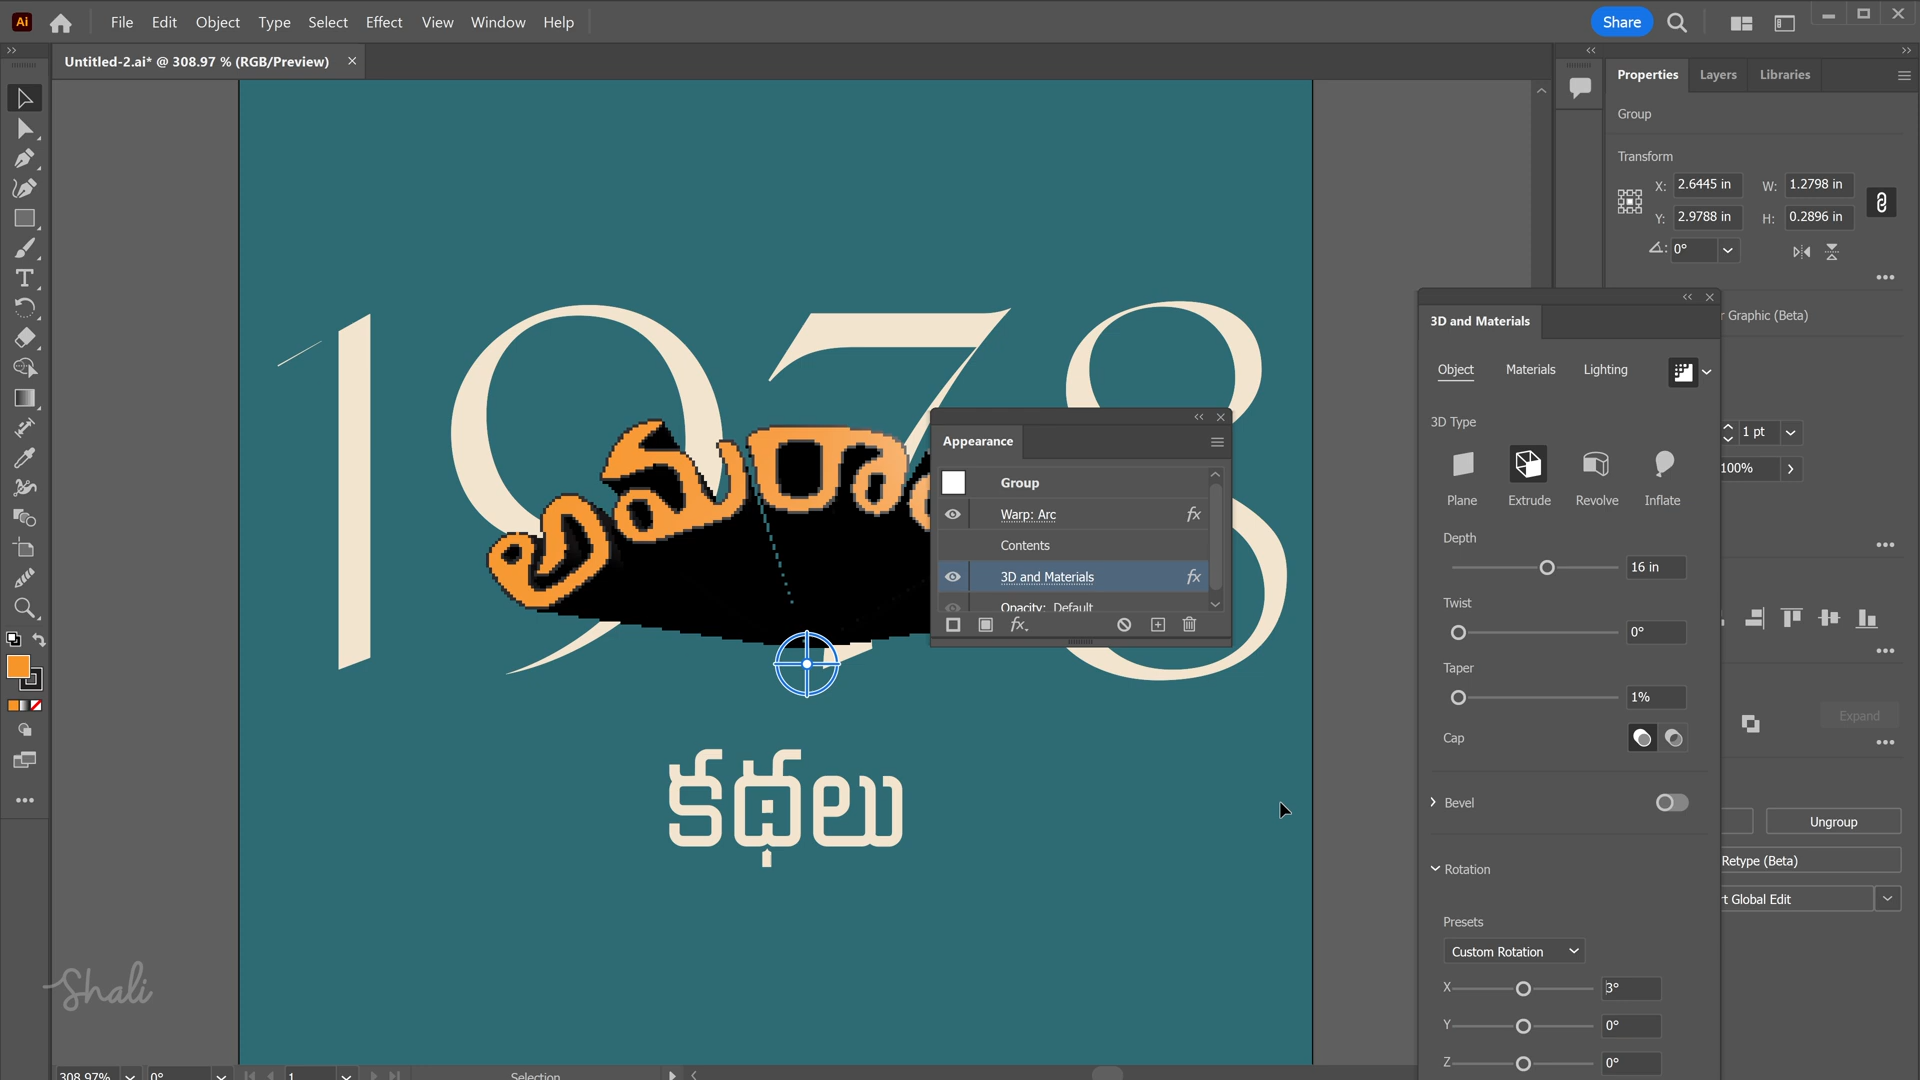 Ai File Edit Object Type Select Effect View Window Help Share
Untitled-2.ai* @ 308.97 % (RGB/Preview)
Properties Layers Libraries
Group
Transform
X: 2.6445 in W: 1.2798 in
Y: 2.9788 in H: 0.2896 in
0°
Graphic (Beta)
1 pt
100%
Expand
Ungroup
Retype (Beta)
t Global Edit
3D and Materials
Object Materials Lighting
3D Type
Plane Extrude Revolve Inflate
Depth
16 in
Twist
0°
Taper
1%
Cap
Bevel
Rotation
Presets
Custom Rotation
X 3°
Y 0°
Z 0°
Appearance
Group
Warp: Arc fx
Contents
3D and Materials fx
Opacity: Default
fx
1978
కథలు
Shali
308.97% 0° 1 Selection